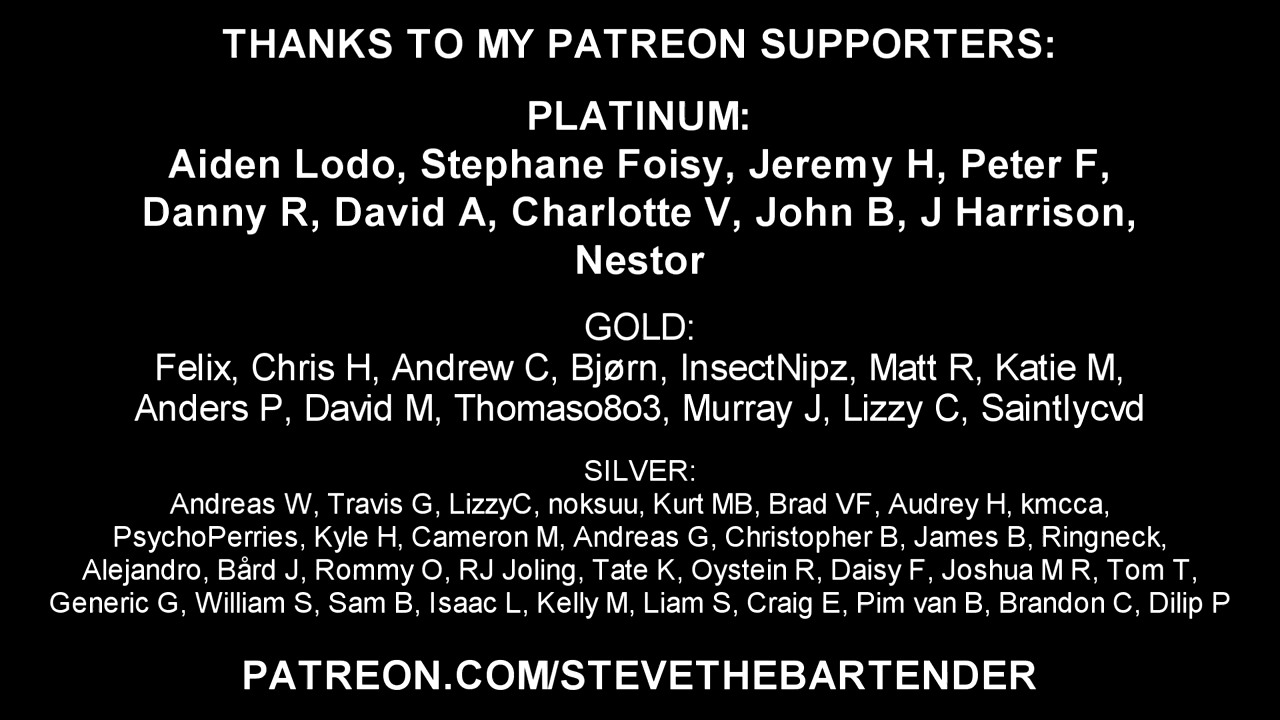 THANKS TO MY PATREON SUPPORTERS:
PLATINUM:
Aiden Lodo, Stephane Foisy, Jeremy H, Peter F,
Danny R, David A, Charlotte V, John B, J Harrison,
Nestor
GOLD:
Felix, Chris H, Andrew C, Bjørn, InsectNipz, Matt R, Katie M,
Anders P, David M, Thomaso8o3, Murray J, Lizzy C, Saintlycvd
SILVER:
Andreas W, Travis G, LizzyC, noksuu, Kurt MB, Brad VF, Audrey H, kmcca,
PsychoPerries, Kyle H, Cameron M, Andreas G, Christopher B, James B, Ringneck,
Alejandro, Bård J, Rommy O, RJ Joling, Tate K, Oystein R, Daisy F, Joshua M R, Tom T,
Generic G, William S, Sam B, Isaac L, Kelly M, Liam S, Craig E, Pim van B, Brandon C, Dilip P
PATREON.COM/STEVETHEBARTENDER